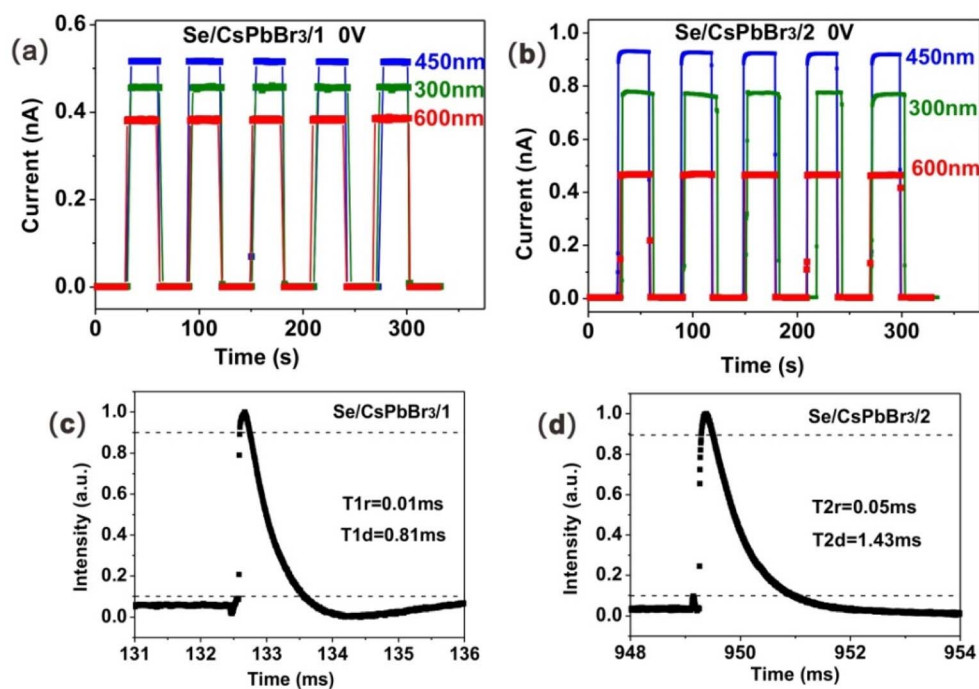 (a)
Se/CsPbBr3/1 0V
450nm
300nm
600nm
0.6
0.4
0.2
0.0
Current (nA)
0 100 200 300
Time (s)
(b)
Se/CsPbBr3/2 0V
450nm
300nm
600nm
1.0
0.8
0.6
0.4
0.2
0.0
Current (nA)
0 100 200 300
Time (s)
(c)
Se/CsPbBr3/1
T1r=0.01ms
T1d=0.81ms
1.0
0.8
0.6
0.4
0.2
0.0
Intensity (a.u.)
131 132 133 134 135 136
Time (ms)
(d)
Se/CsPbBr3/2
T2r=0.05ms
T2d=1.43ms
1.0
0.8
0.6
0.4
0.2
0.0
Intensity (a.u.)
948 950 952 954
Time (ms)